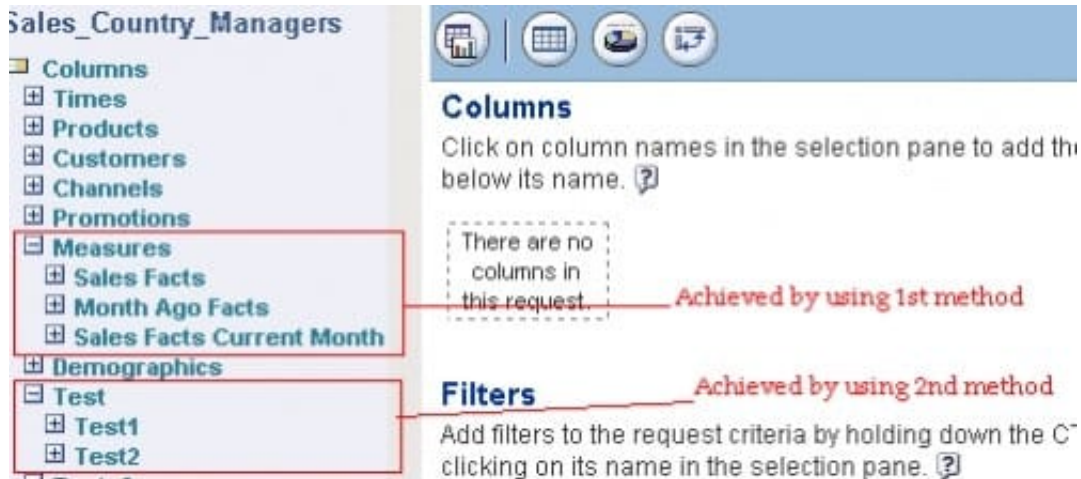 Sales_Country_Managers
Columns
Times
Products
Customers
Channels
Promotions
Measures
Sales Facts
Month Ago Facts
Sales Facts Current Month
Demographics
Test
Test1
Test2
Columns
Click on column names in the selection pane to add the
below its name.
There are no
columns in
this request.
Achieved by using 1st method
Achieved by using 2nd method
Filters
Add filters to the request criteria by holding down the CT
clicking on its name in the selection pane.